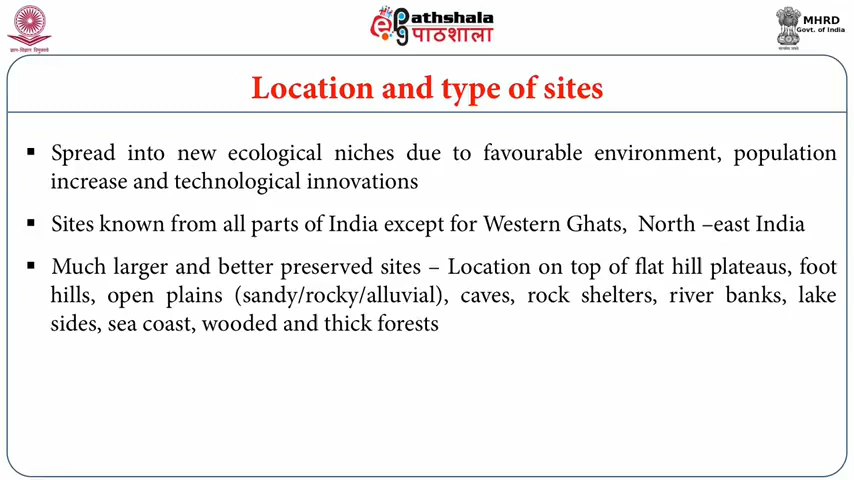 ePathshala
पाठशाला
MHRD
Govt. of India
Location and type of sites
▪ Spread into new ecological niches due to favourable environment, population
increase and technological innovations
▪ Sites known from all parts of India except for Western Ghats, North –east India
▪ Much larger and better preserved sites – Location on top of flat hill plateaus, foot
hills, open plains (sandy/rocky/alluvial), caves, rock shelters, river banks, lake
sides, sea coast, wooded and thick forests